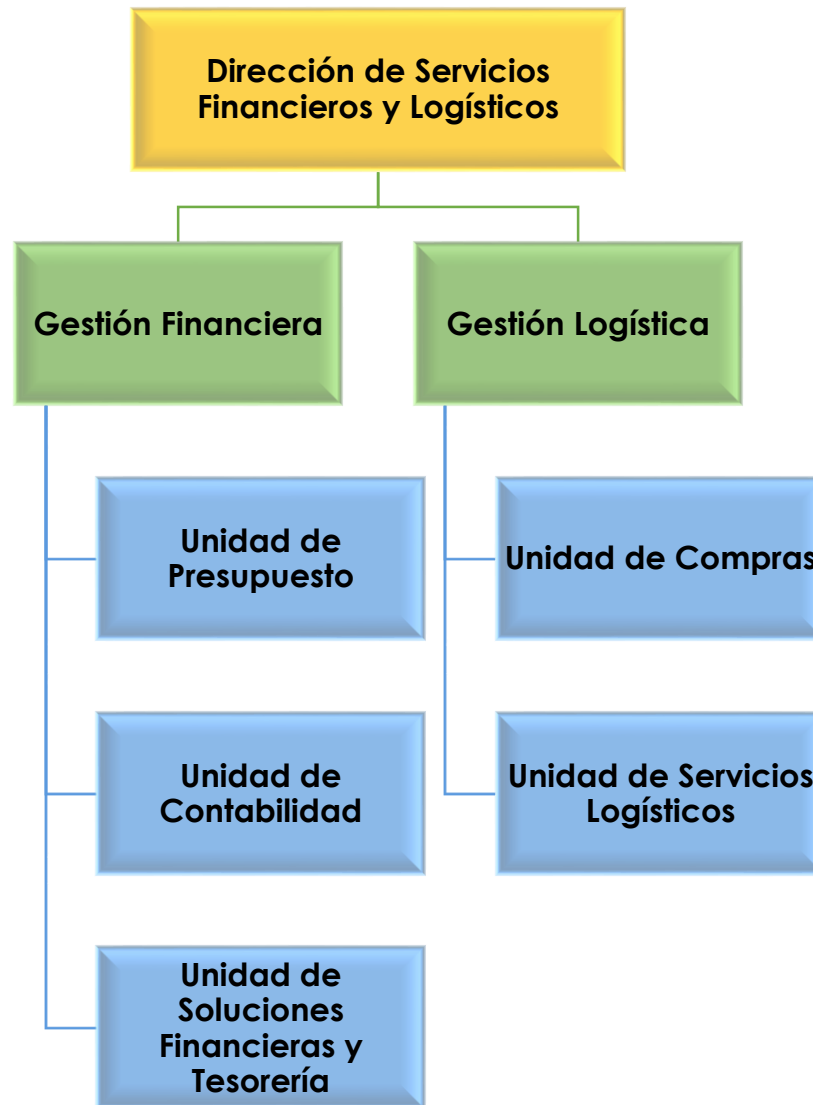 Dirección de Servicios
Financieros y Logísticos
Gestión Financiera
Gestión Logística
Unidad de
Presupuesto
Unidad de Compras
Unidad de
Contabilidad
Unidad de Servicios
Logísticos
Unidad de
Soluciones
Financieras y
Tesorería